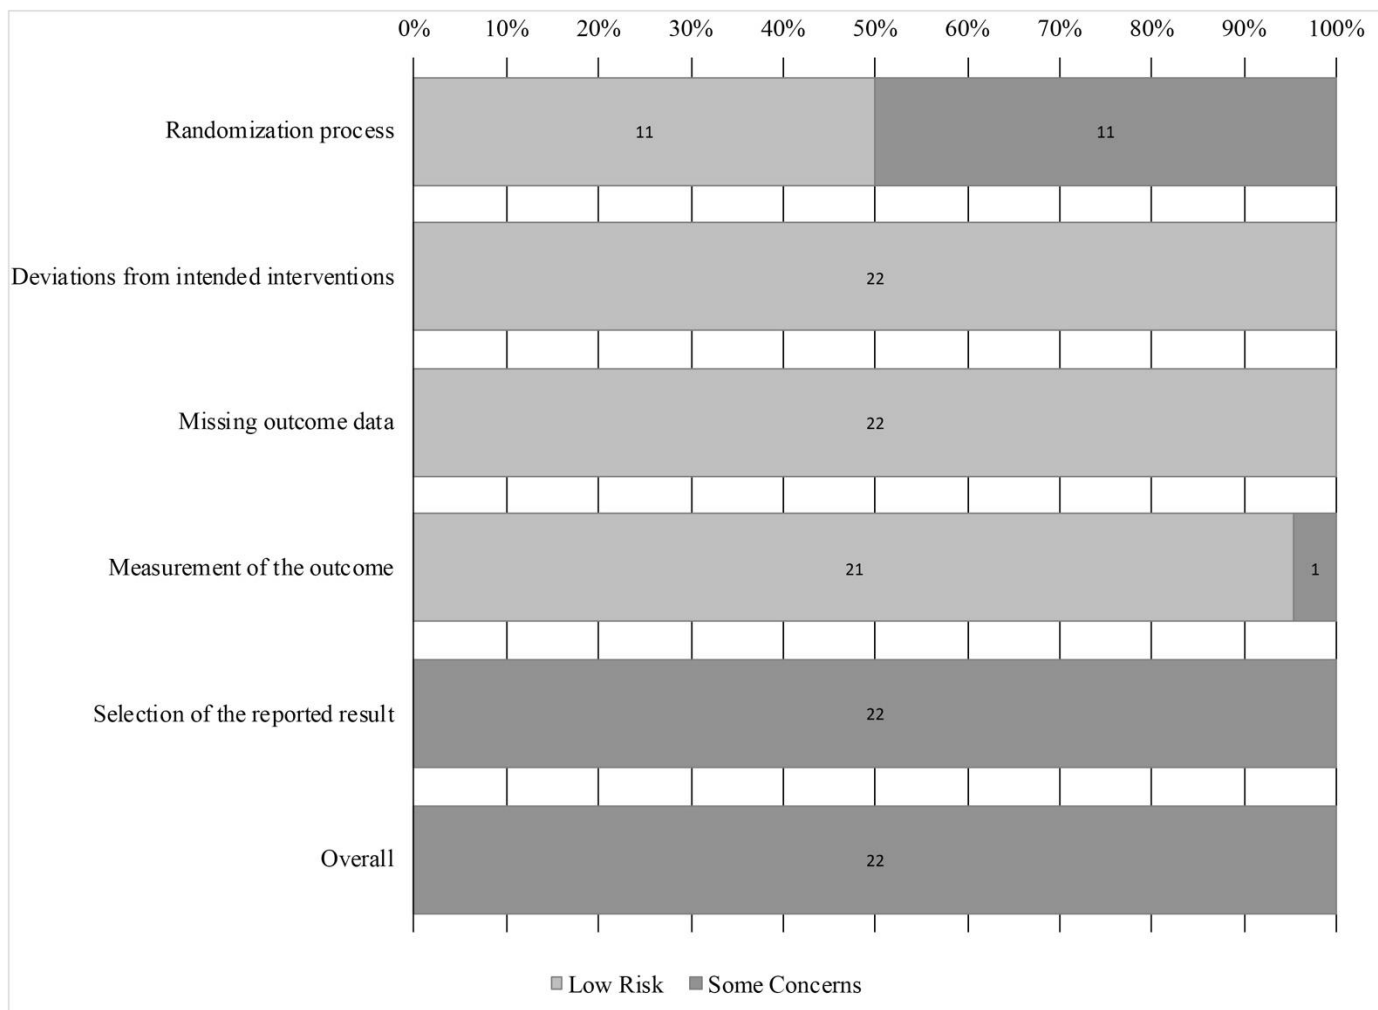 0% 10% 20% 30% 40% 50% 60% 70% 80% 90% 100%
Randomization process 11 11
Deviations from intended interventions 22
Missing outcome data 22
Measurement of the outcome 21 1
Selection of the reported result 22
Overall 22
Low Risk Some Concerns